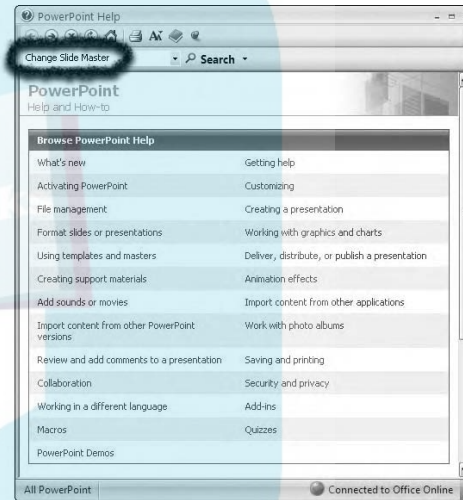 PowerPoint Help
Change Slide Master
Search
PowerPoint
Help and How-to
Browse PowerPoint Help
What's new
Getting help
Activating PowerPoint
Customizing
File management
Creating a presentation
Format slides or presentations
Working with graphics and charts
Using templates and masters
Deliver, distribute, or publish a presentation
Creating support materials
Animation effects
Add sounds or movies
Import content from other applications
Import content from other PowerPoint
versions
Work with photo albums
Review and add comments to a presentation
Saving and printing
Collaboration
Security and privacy
Working in a different language
Add-ins
Macros
Quizzes
PowerPoint Demos
All PowerPoint
Connected to Office Online